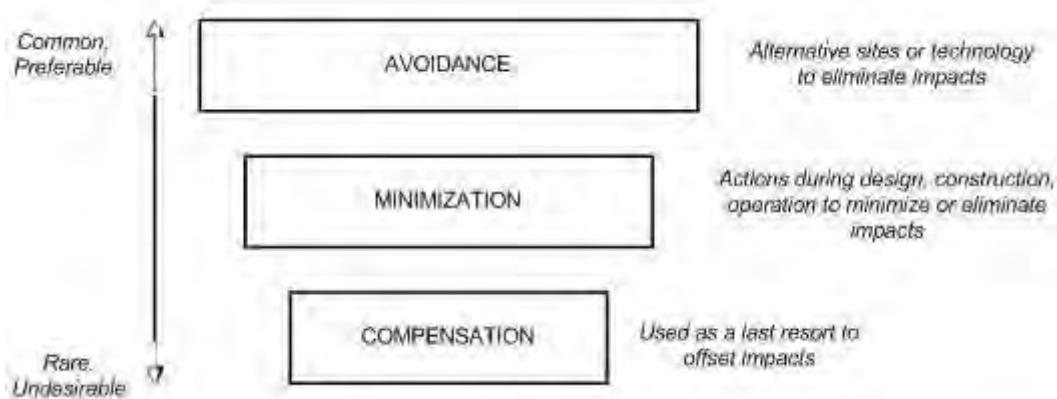 Common,
Preferable
AVOIDANCE
Alternative sites or technology
to eliminate impacts
MINIMIZATION
Actions during design, construction,
operation to minimize or eliminate
impacts
COMPENSATION
Used as a last resort to
offset impacts
Rare,
Undesirable